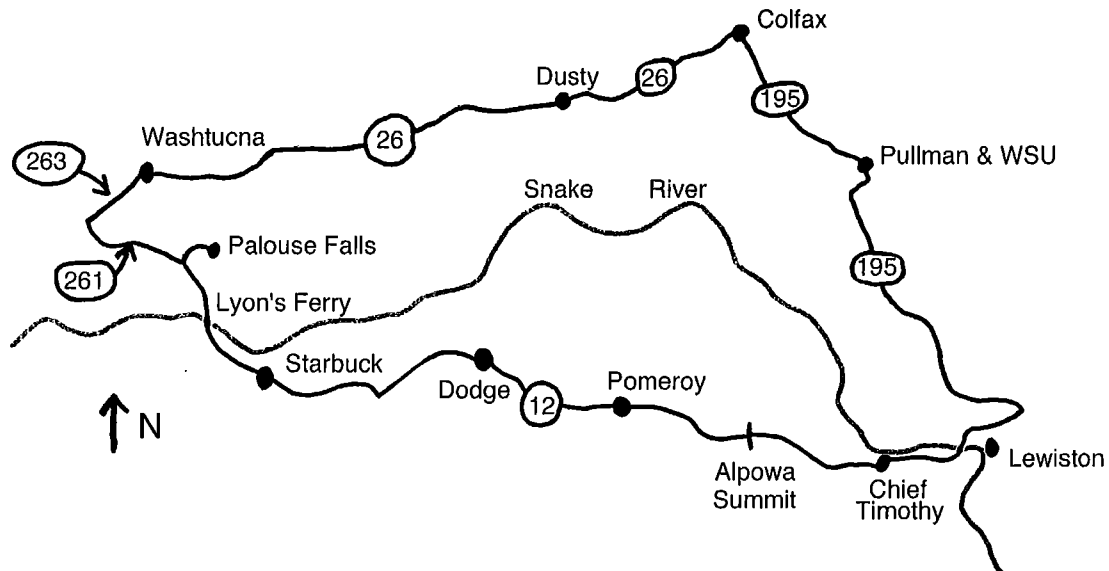 Colfax
Dusty
26
195
Washtucna
26
263
Pullman & WSU
Snake River
Palouse Falls
195
261
Lyon's Ferry
Starbuck
Dodge
Pomeroy
12
N
Alpowa
Summit
Chief
Timothy
Lewiston